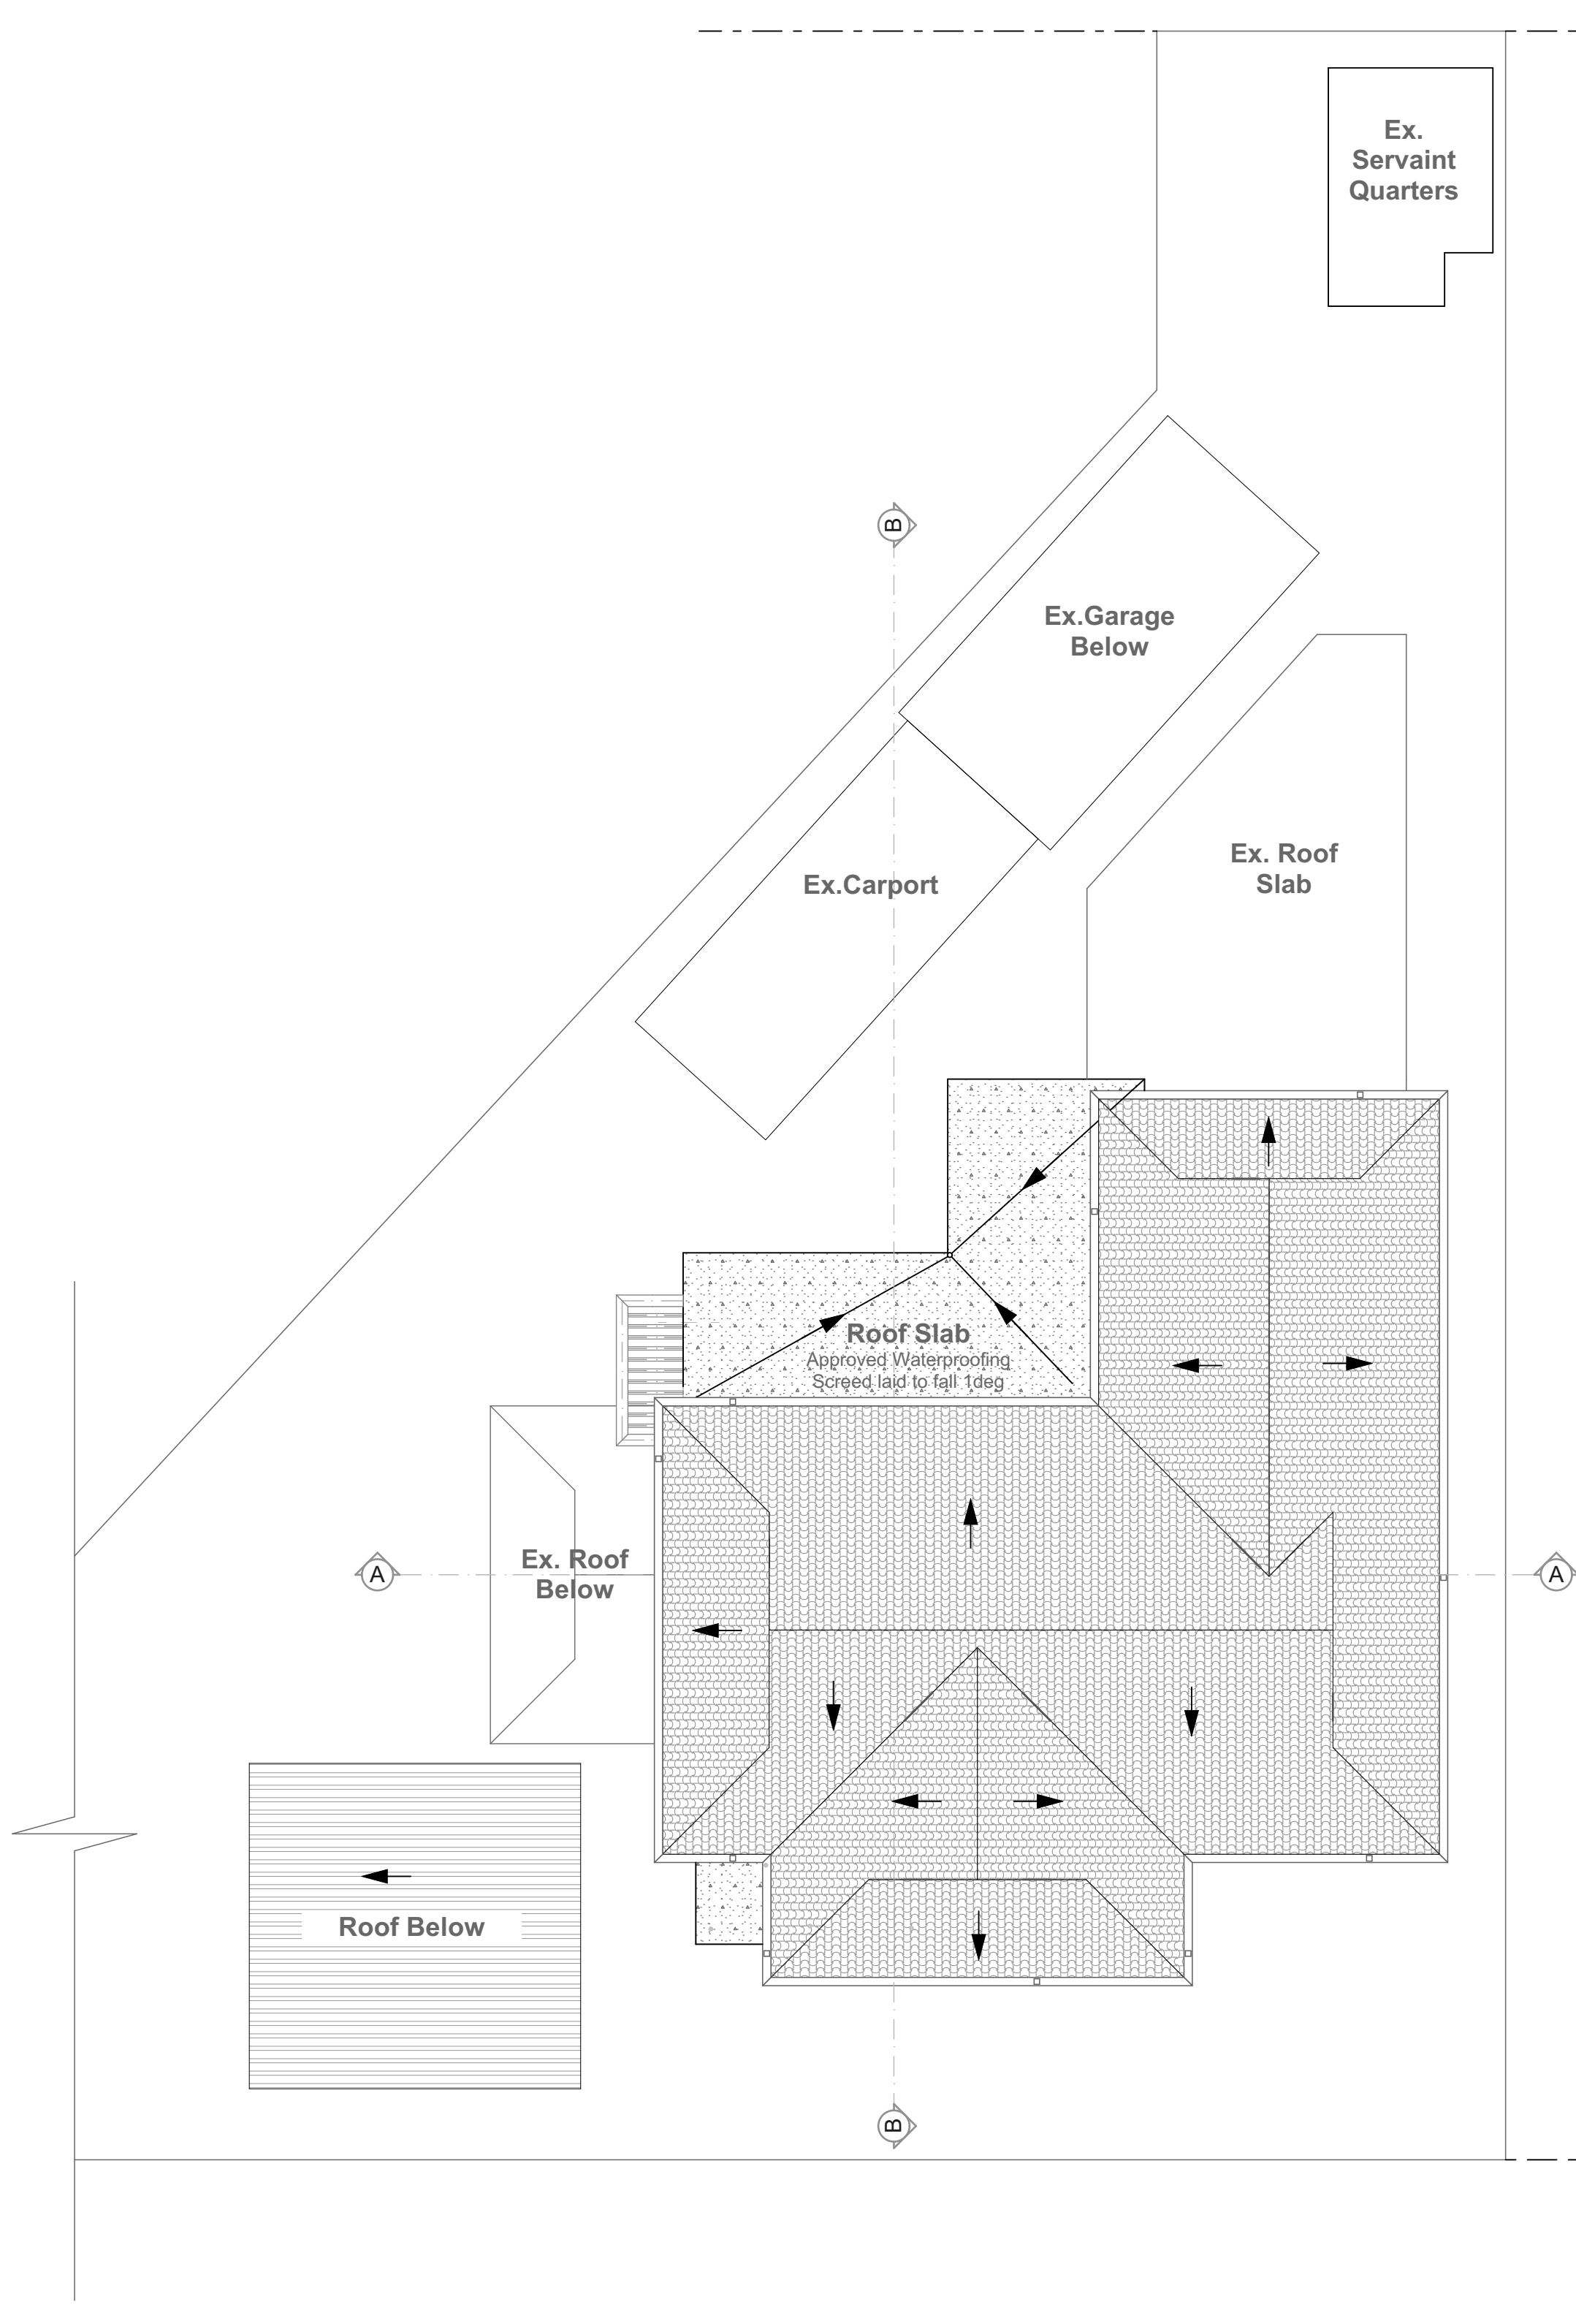 Ex.
Servaint
Quarters
B
Ex.Garage
Below
Ex. Roof
Slab
Ex.Carport
Roof Slab
Approved Waterproofing
Screed laid to fall 1deg
Ex. Roof
Below
A
A
Roof Below
B